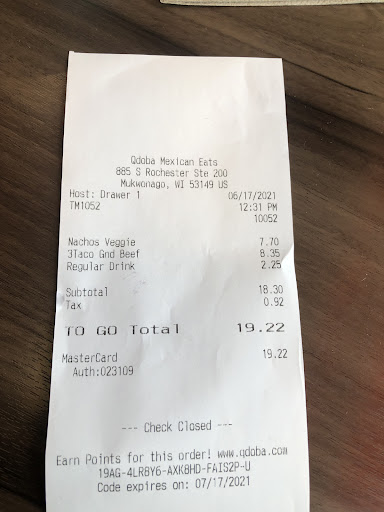 Qdoba Mexican Eats
885 S Rochester Ste 200
Mukwonago, WI 53149 US
Host: Drawer 1 06/17/2021
TM1052 12:31 PM
10052
Nachos Veggie 7.70
3Taco Gnd Beef 8.35
Regular Drink 2.25
Subtotal 18.30
Tax 0.92
TO GO Total 19.22
MasterCard 19.22
Auth:023109
--- Check Closed ---
Earn Points for this order! www.qdoba.com
19AG-4LR8Y6-AXK8HD-FAIS2P-U
Code expires on: 07/17/2021